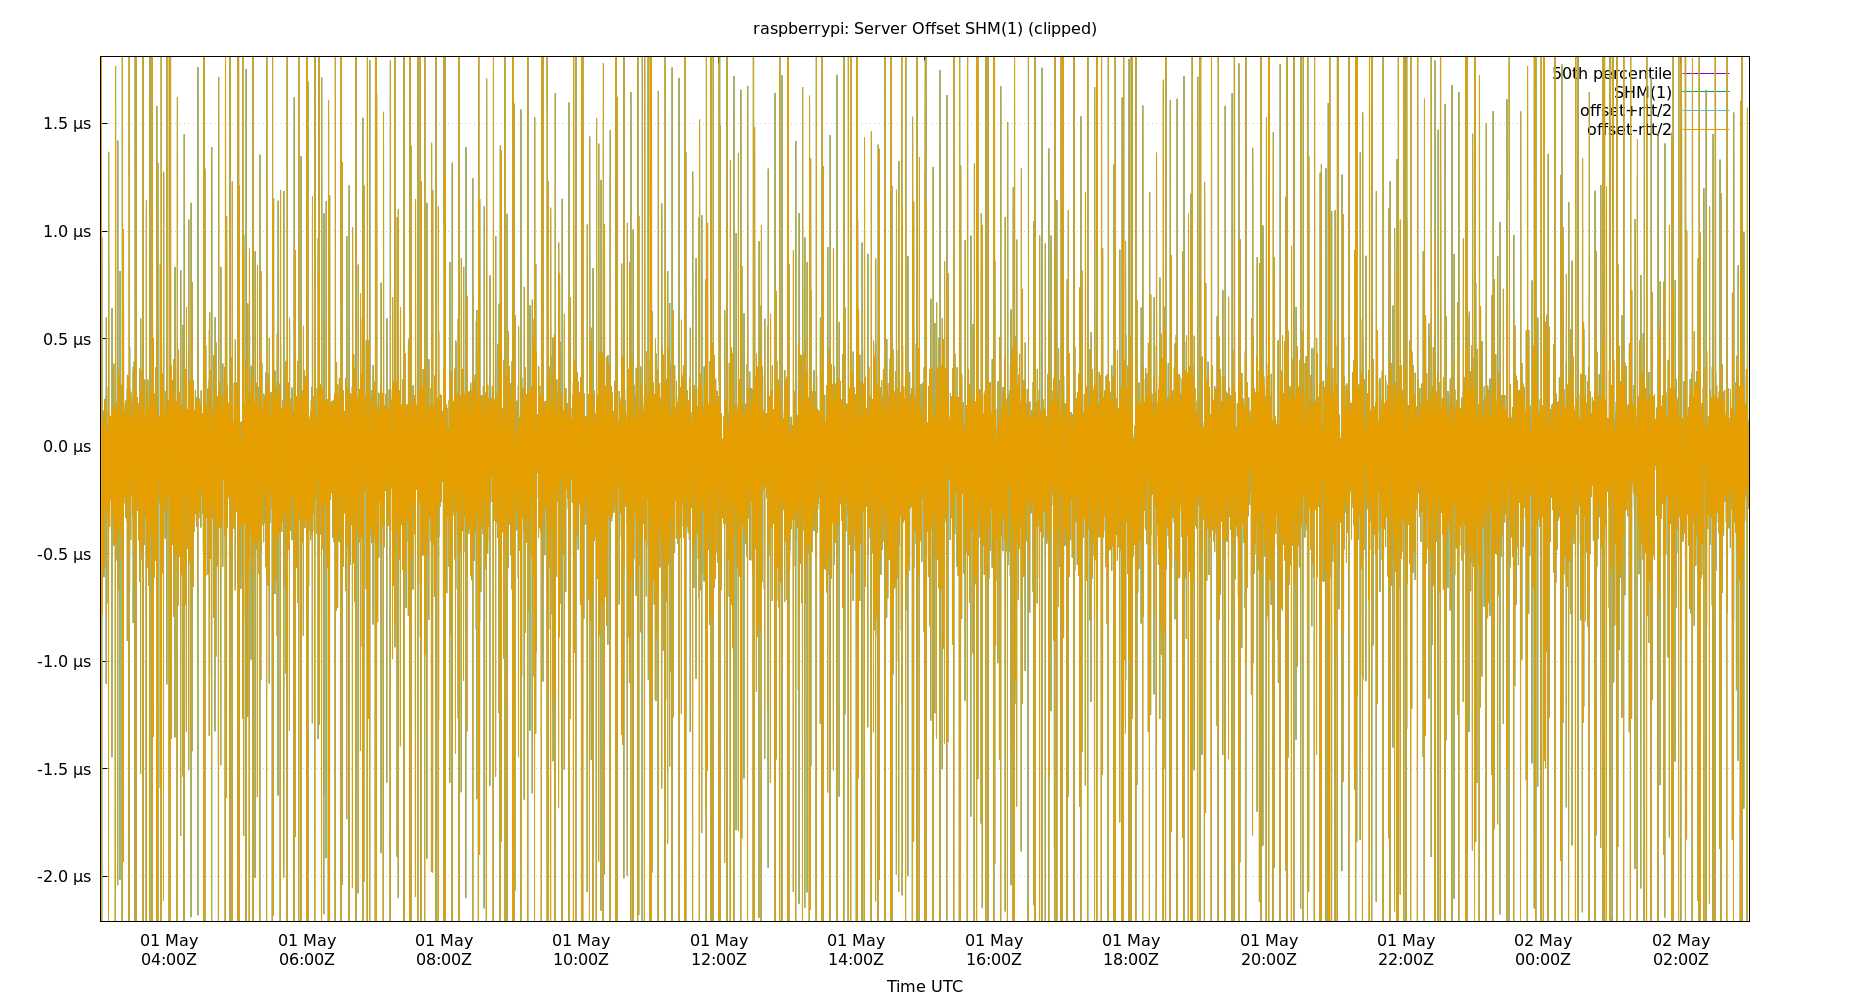 raspberrypi: Server Offset SHM(1) (clipped)
50th percentile
SHM(1)
offset+rtt/2
offset-rtt/2
1.5 µs
1.0 µs
0.5 µs
0.0 µs
-0.5 µs
-1.0 µs
-1.5 µs
-2.0 µs
01 May 01 May 01 May 01 May 01 May 01 May 01 May 01 May 01 May 01 May 02 May 02 May
04:00Z 06:00Z 08:00Z 10:00Z 12:00Z 14:00Z 16:00Z 18:00Z 20:00Z 22:00Z 00:00Z 02:00Z
Time UTC